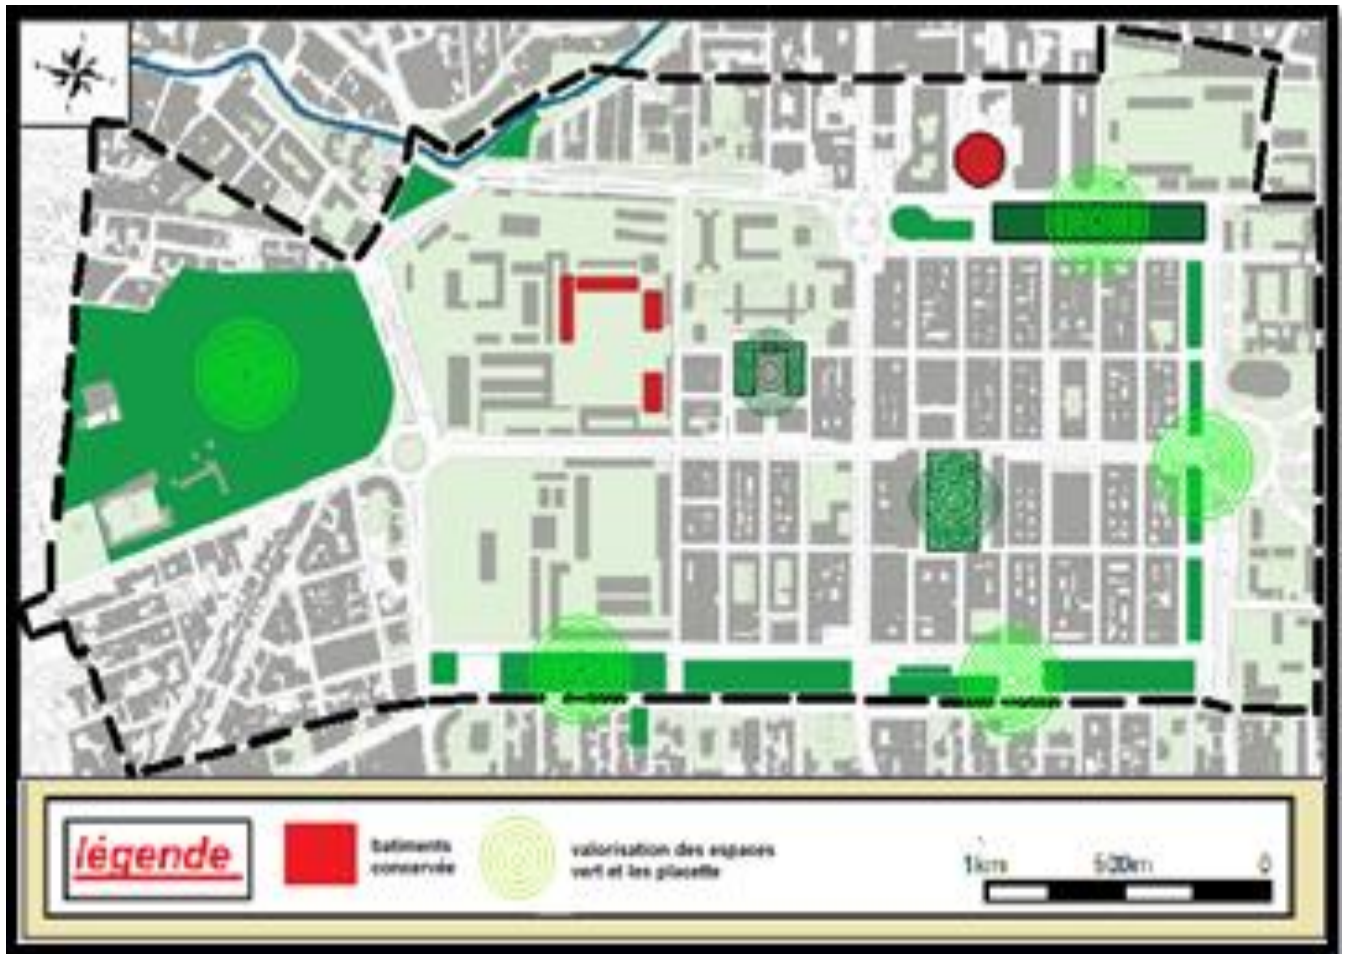 légende
batiments
conservée
valorisation des espaces
vert et les placette
1km 500m 0